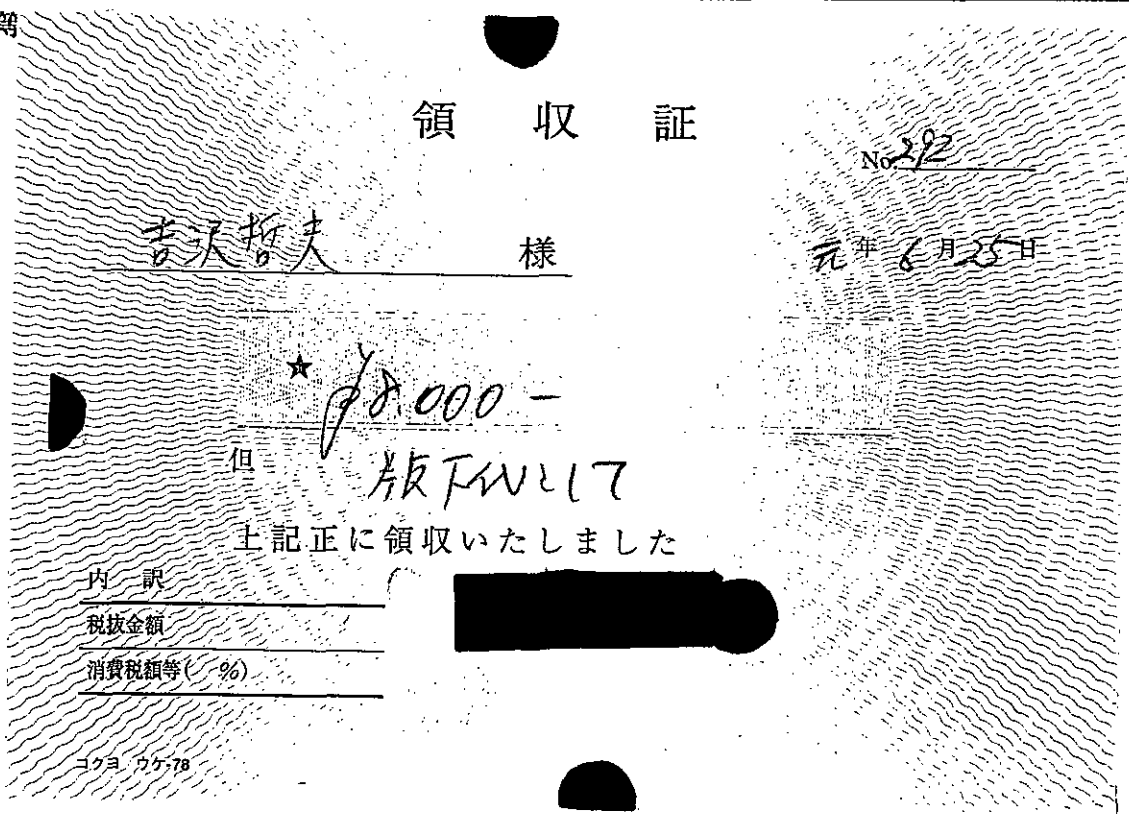 領収証
No.292
吉沢哲夫 様
元年6月25日
★ ¥8,000-
但 版下代として
上記正に領収いたしました
内訳
税抜金額
消費税額等( %)
コクヨ ウケ-78